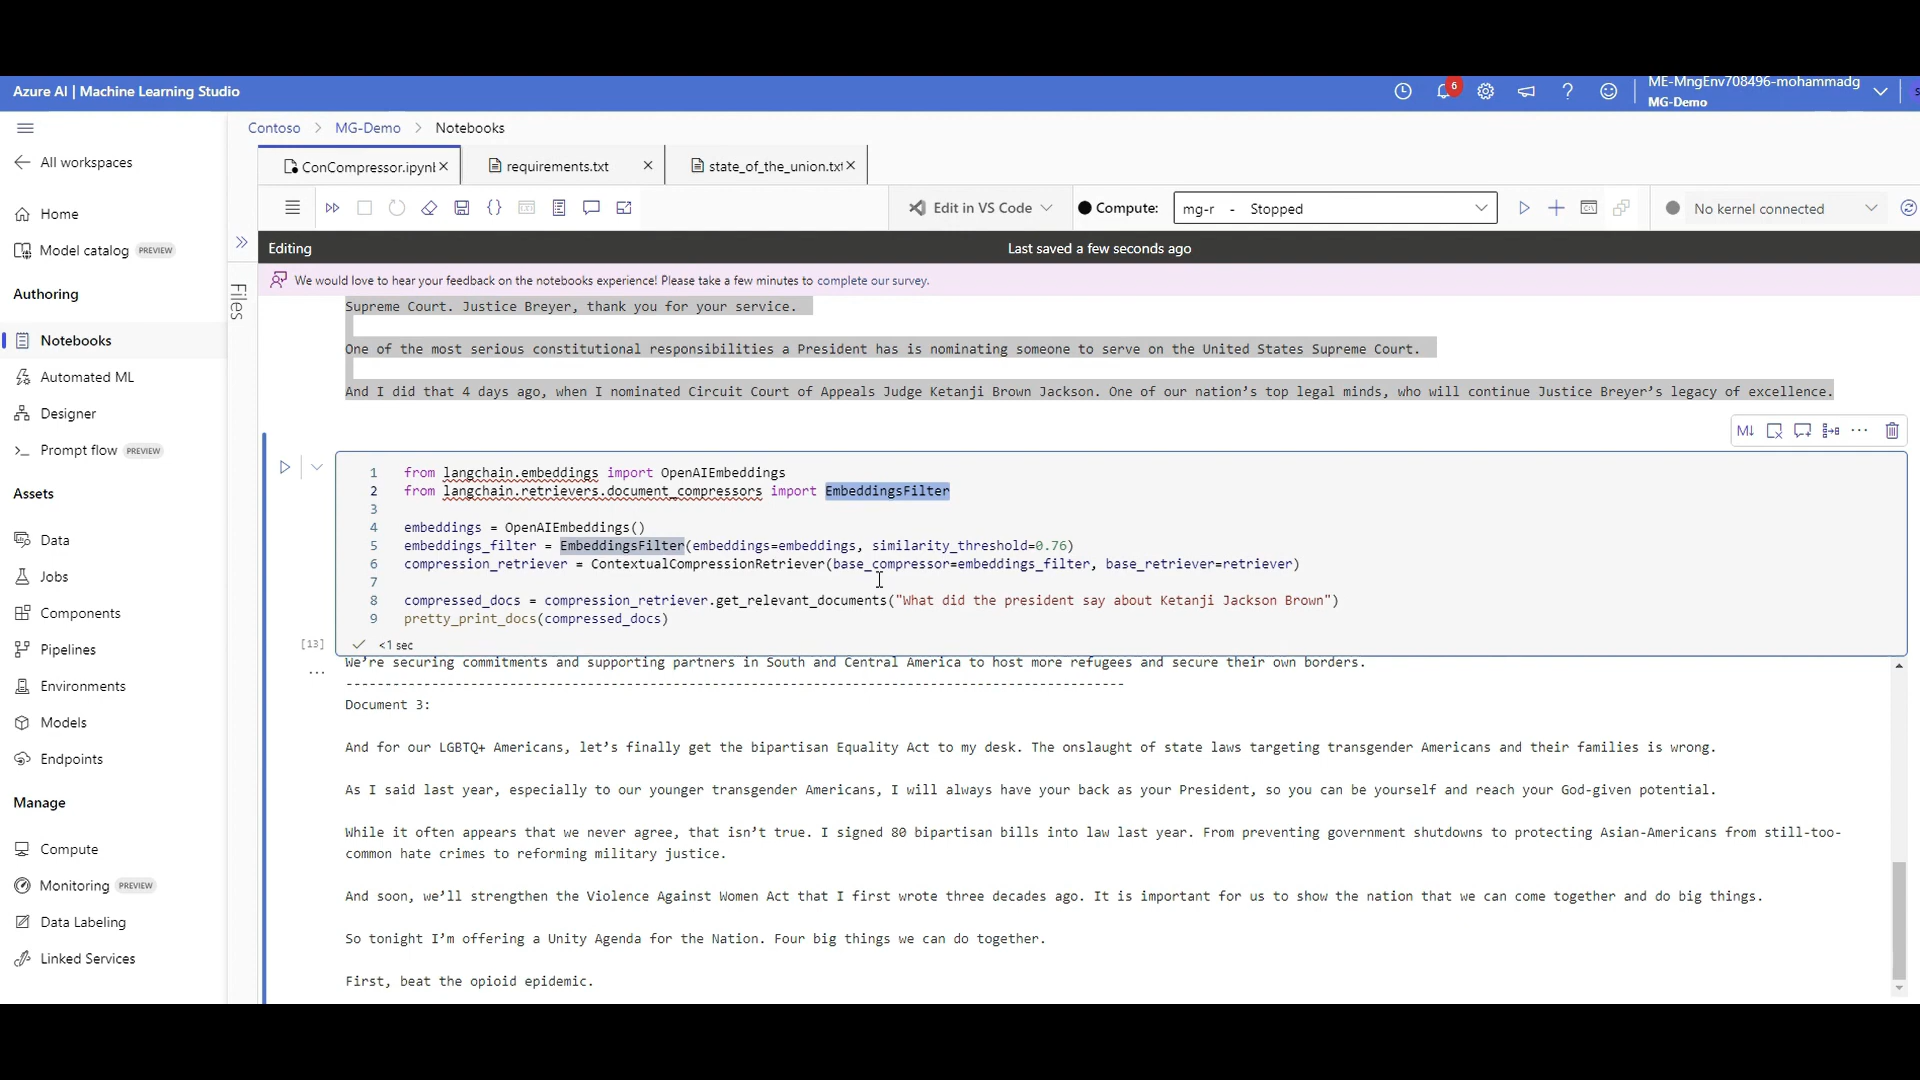 Azure AI | Machine Learning Studio
6
ME-MngEnv708496-mohammadg
MG-Demo
All workspaces
Home
Model catalog PREVIEW
Authoring
Notebooks
Automated ML
Designer
Prompt flow PREVIEW
Assets
Data
Jobs
Components
Pipelines
Environments
Models
Endpoints
Manage
Compute
Monitoring PREVIEW
Data Labeling
Linked Services
Contoso > MG-Demo > Notebooks
ConCompressor.ipynb
requirements.txt
state_of_the_union.txt
Edit in VS Code
Compute: mg-r - Stopped
No kernel connected
Files
Editing
Last saved a few seconds ago
We would love to hear your feedback on the notebooks experience! Please take a few minutes to complete our survey.
Supreme Court. Justice Breyer, thank you for your service.
One of the most serious constitutional responsibilities a President has is nominating someone to serve on the United States Supreme Court.
And I did that 4 days ago, when I nominated Circuit Court of Appeals Judge Ketanji Brown Jackson. One of our nation’s top legal minds, who will continue Justice Breyer’s legacy of excellence.
M↓
1 from langchain.embeddings import OpenAIEmbeddings
2 from langchain.retrievers.document_compressors import EmbeddingsFilter
3
4 embeddings = OpenAIEmbeddings()
5 embeddings_filter = EmbeddingsFilter(embeddings=embeddings, similarity_threshold=0.76)
6 compression_retriever = ContextualCompressionRetriever(base_compressor=embeddings_filter, base_retriever=retriever)
7
8 compressed_docs = compression_retriever.get_relevant_documents("What did the president say about Ketanji Jackson Brown")
9 pretty_print_docs(compressed_docs)
[13] <1 sec
We’re securing commitments and supporting partners in South and Central America to host more refugees and secure their own borders.
----------------------------------------------------------------------------------------------------
Document 3:
And for our LGBTQ+ Americans, let’s finally get the bipartisan Equality Act to my desk. The onslaught of state laws targeting transgender Americans and their families is wrong.
As I said last year, especially to our younger transgender Americans, I will always have your back as your President, so you can be yourself and reach your God-given potential.
While it often appears that we never agree, that isn’t true. I signed 80 bipartisan bills into law last year. From preventing government shutdowns to protecting Asian-Americans from still-too-
common hate crimes to reforming military justice.
And soon, we’ll strengthen the Violence Against Women Act that I first wrote three decades ago. It is important for us to show the nation that we can come together and do big things.
So tonight I’m offering a Unity Agenda for the Nation. Four big things we can do together.
First, beat the opioid epidemic.